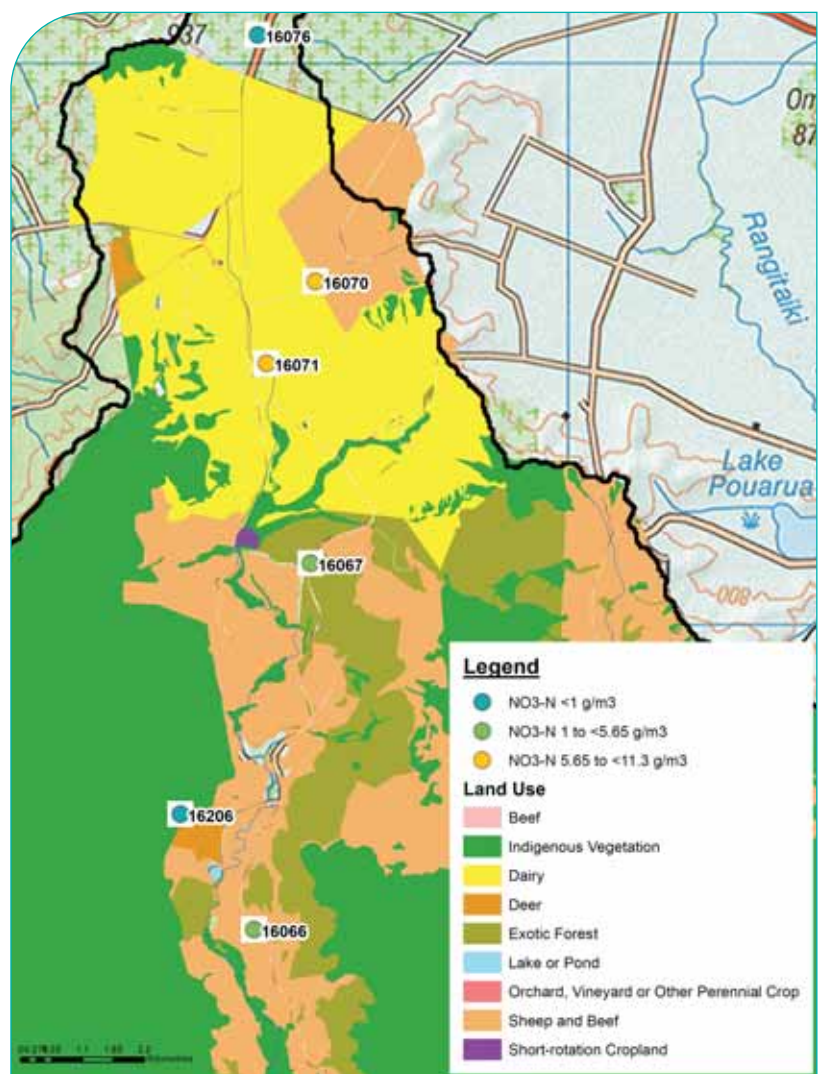 937
16076
Om
87
Rangitaiki
16070
16071
Lake
Pouarua
16067
800
Legend
NO3-N <1 g/m3
NO3-N 1 to <5.65 g/m3
NO3-N 5.65 to <11.3 g/m3
Land Use
Beef
Indigenous Vegetation
Dairy
Deer
Exotic Forest
Lake or Pond
Orchard, Vineyard or Other Perennial Crop
Sheep and Beef
Short-rotation Cropland
16206
16066